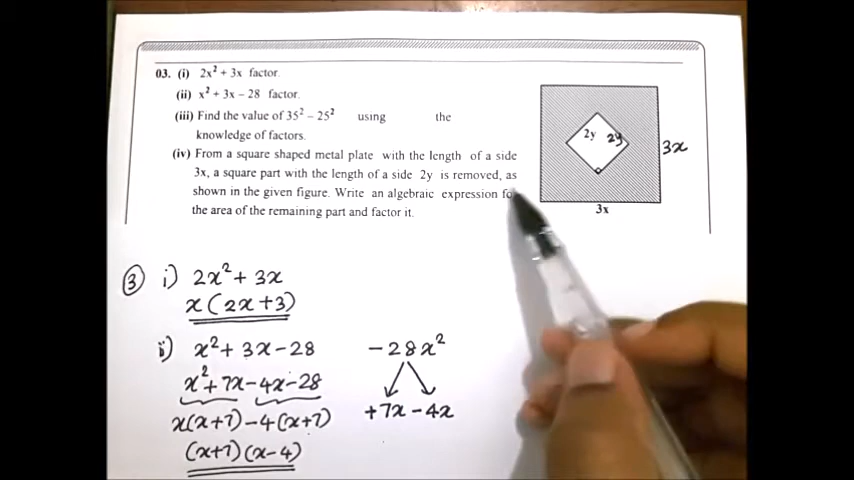 03. (i) 2x² + 3x factor.
(ii) x² + 3x – 28 factor.
(iii) Find the value of 35² – 25² using the
knowledge of factors.
(iv) From a square shaped metal plate with the length of a side
3x, a square part with the length of a side 2y is removed, as
shown in the given figure. Write an algebraic expression fo
the area of the remaining part and factor it.
2y 2y
3x
3x
③ i) 2x² + 3x
x(2x+3)
ii) x² + 3x – 28
x² + 7x – 4x – 28
x(x+7) – 4(x+7)
(x+7)(x–4)
–28x²
+7x –4x